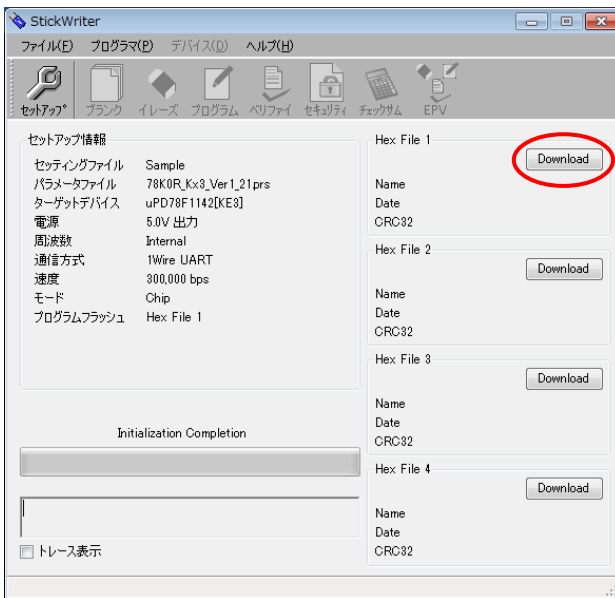 StickWriter
ファイル(F) プログラマ(P) デバイス(D) ヘルプ(H)
セットアップ ブランク イレーズ プログラム ベリファイ セキュリティ チェックサム EPV
セットアップ情報
セッティングファイル Sample
パラメータファイル 78K0R_Kx3_Ver1_21.prs
ターゲットデバイス uPD78F1142[KE3]
電源 5.0V 出力
周波数 Internal
通信方式 1Wire UART
速度 300,000 bps
モード Chip
プログラムフラッシュ Hex File 1
Initialization Completion
トレース表示
Hex File 1
Download
Name
Date
CRC32
Hex File 2
Download
Name
Date
CRC32
Hex File 3
Download
Name
Date
CRC32
Hex File 4
Download
Name
Date
CRC32